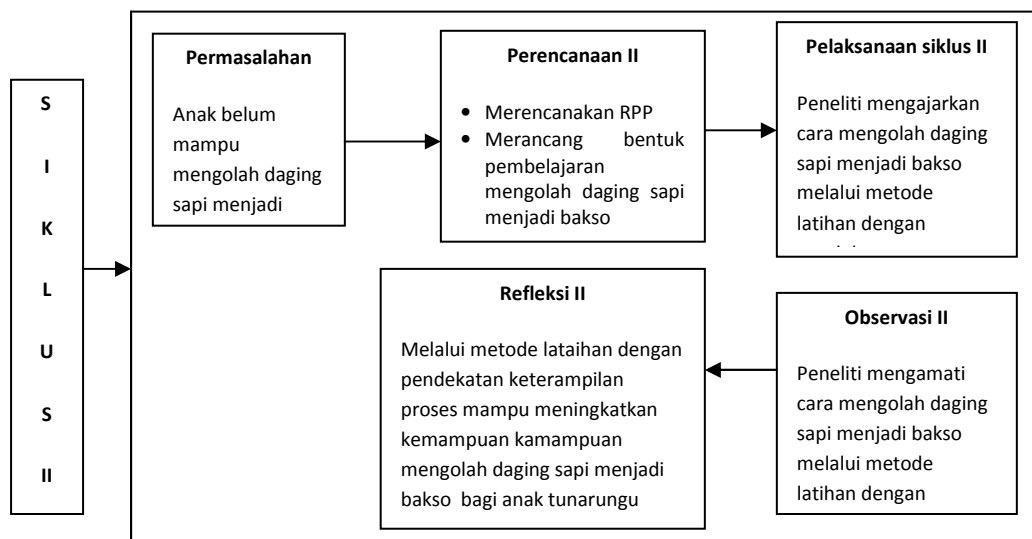 S
I
K
L
U
S
II
Permasalahan
Anak belum
mampu
mengolah daging
sapi menjadi
Perencanaan II
• Merencanakan RPP
• Merancang bentuk
pembelajaran
mengolah daging sapi
menjadi bakso
Pelaksanaan siklus II
Peneliti mengajarkan
cara mengolah daging
sapi menjadi bakso
melalui metode
latihan dengan
Refleksi II
Melalui metode lataihan dengan
pendekatan keterampilan
proses mampu meningkatkan
kemampuan kamampuan
mengolah daging sapi menjadi
bakso bagi anak tunarungu
Observasi II
Peneliti mengamati
cara mengolah daging
sapi menjadi bakso
melalui metode
latihan dengan